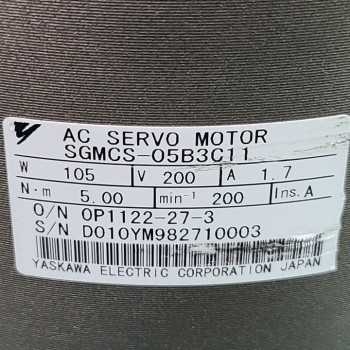 AC SERVO MOTOR
SGMCS-05B3C11
W 105 V 200 A 1.7
N·m 5.00 min⁻¹ 200 Ins.A
O/N 0P1122-27-3
S/N D010YM982710003
YASKAWA ELECTRIC CORPORATION JAPAN